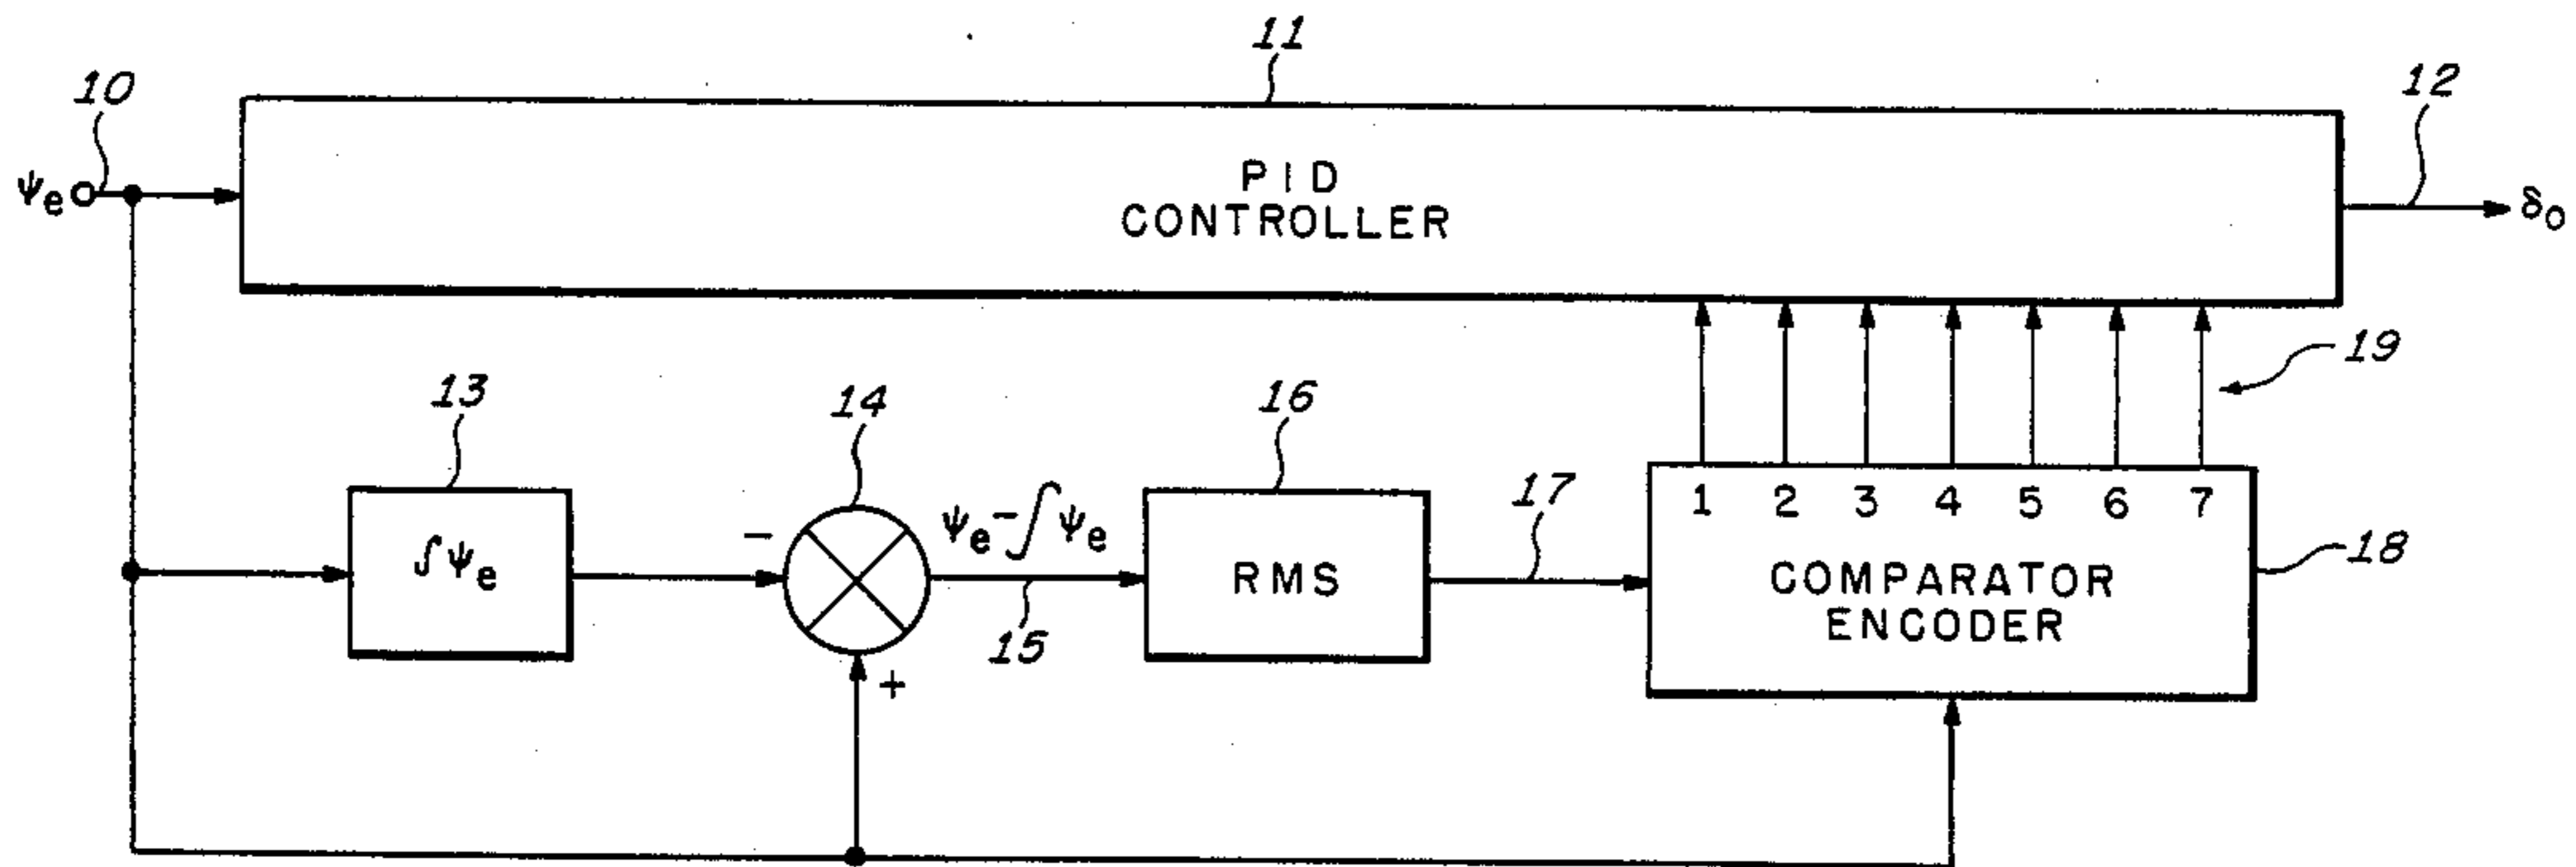 11
10
12
ψe
PID
CONTROLLER
δo
19
13
14
16
17
1 2 3 4 5 6 7
18
∫ψe
-
ψe-∫ψe
RMS
COMPARATOR
ENCODER
15
+